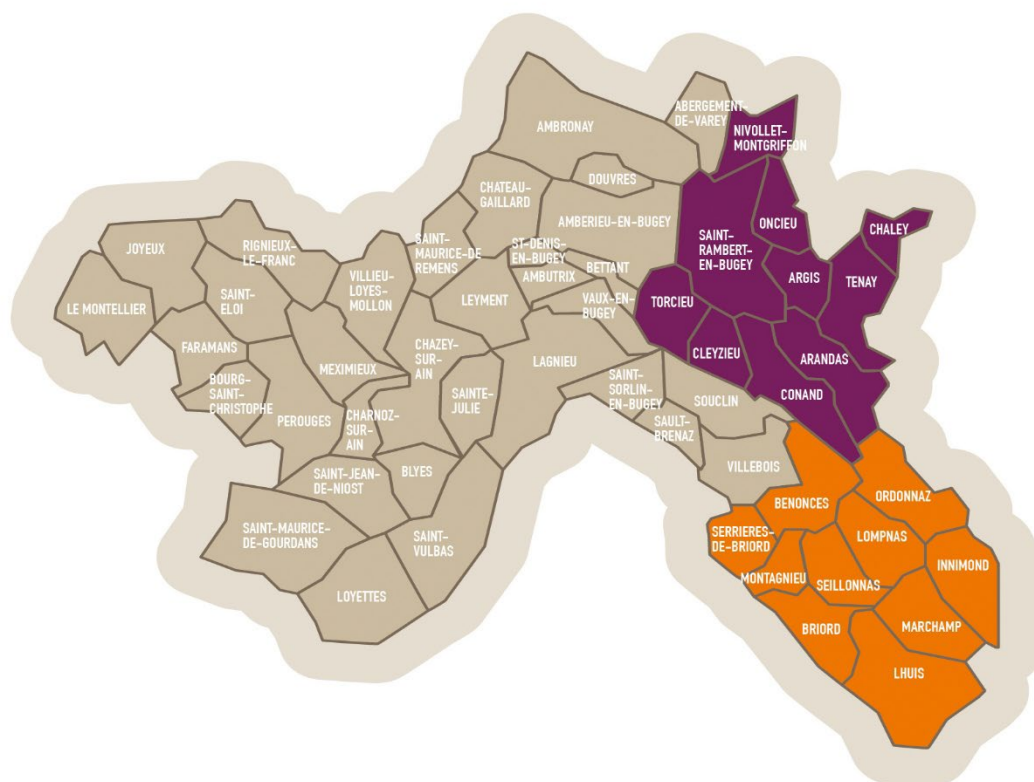 ABERGEMENT-
DE-VAREY
AMBRONAY
NIVOLLET-
MONTGRIFFON
DOUVRES
CHATEAU-
GAILLARD
AMBERIEU-EN-BUGEY
ONCIEU
CHALEY
SAINT-
RAMBERT-
EN-BUGEY
JOYEUX
RIGNIEUX-
LE-FRANC
SAINT-
MAURICE-DE-
REMENS
ST-DENIS-
EN-BUGEY
BETTANT
ARGIS
TENAY
VILLIEU-
LOYES-
MOLLON
AMBUTRIX
LEYMENT
VAUX-EN-
BUGEY
TORCIEU
SAINT-
ELOI
LE MONTELLIER
FARAMANS
CHAZEY-
SUR-
AIN
CLEYZIEU
ARANDAS
BOURG-
SAINT-
CHRISTOPHE
MEXIMIEUX
LAGNIEU
SAINT-
SORLIN-
EN-BUGEY
SAINTE-
JULIE
SOUCLIN
CONAND
PEROUGES
CHARNOZ-
SUR-
AIN
SAULT-
BRENAZ
VILLEBOIS
SAINT-JEAN-
DE-NIOST
BLYES
BENONCES
ORDONNAZ
SAINT-MAURICE-
DE-GOURDANS
SAINT-
VULBAS
SERRIERES-
DE-BRIORD
LOMPNAS
INNIMOND
MONTAGNIEU
SEILLONNAS
LOYETTES
BRIORD
MARCHAMP
LHUIS